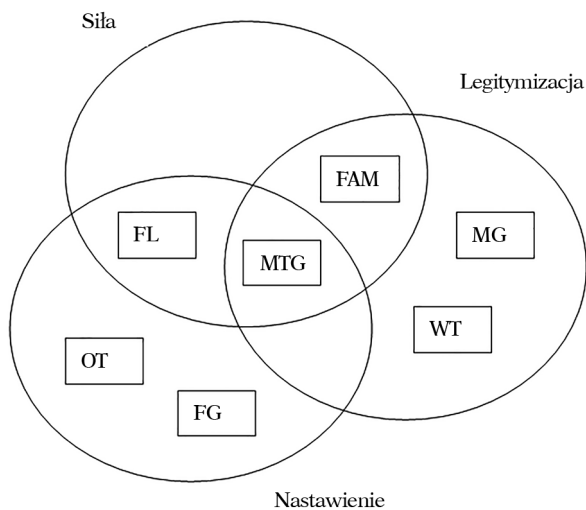 Siła
Legitymizacja
FAM
FL
MG
MTG
WT
OT
FG
Nastawienie